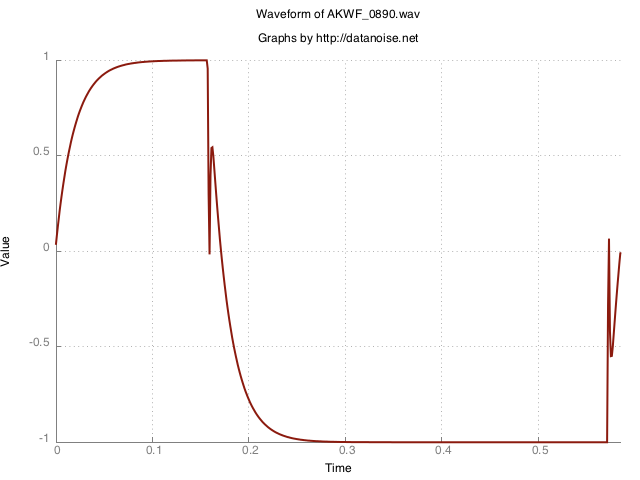 Waveform of AKWF_0890.wav
Graphs by http://datanoise.net
1
0.5
0
-0.5
-1
Value
0 0.1 0.2 0.3 0.4 0.5
Time